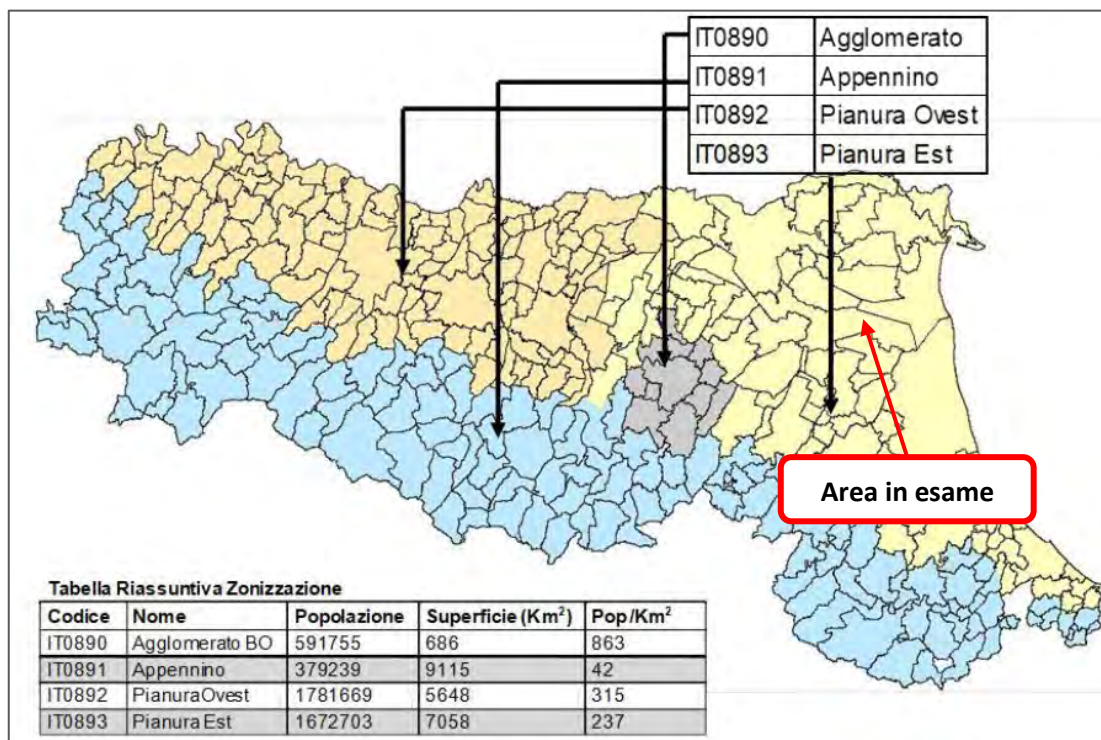 IT0890 Agglomerato
IT0891 Appennino
IT0892 Pianura Ovest
IT0893 Pianura Est
Area in esame
Tabella Riassuntiva Zonizzazione
Codice Nome Popolazione Superficie (Km²) Pop/Km²
IT0890 Agglomerato BO 591755 686 863
IT0891 Appennino 379239 9115 42
IT0892 PianuraOvest 1781669 5648 315
IT0893 Pianura Est 1672703 7058 237